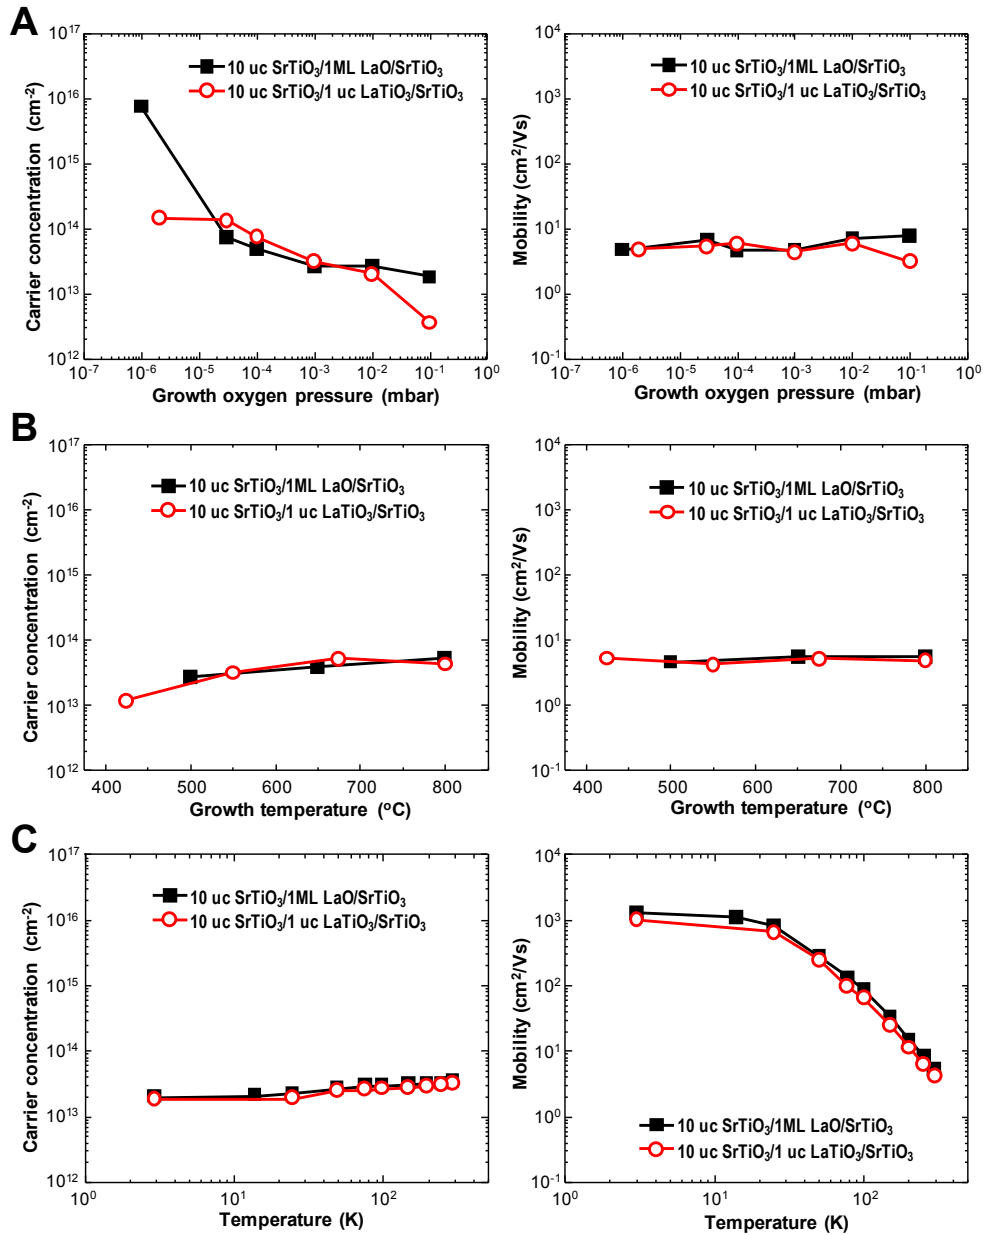 A
Carrier concentration (cm⁻²)
10¹⁷
10¹⁶
10¹⁵
10¹⁴
10¹³
10¹²
10 uc SrTiO₃/1ML LaO/SrTiO₃
10 uc SrTiO₃/1 uc LaTiO₃/SrTiO₃
10⁻⁷ 10⁻⁶ 10⁻⁵ 10⁻⁴ 10⁻³ 10⁻² 10⁻¹ 10⁰
Growth oxygen pressure (mbar)
Mobility (cm²/Vs)
10⁴
10³
10²
10¹
10⁰
10⁻¹
10 uc SrTiO₃/1ML LaO/SrTiO₃
10 uc SrTiO₃/1 uc LaTiO₃/SrTiO₃
10⁻⁷ 10⁻⁶ 10⁻⁵ 10⁻⁴ 10⁻³ 10⁻² 10⁻¹ 10⁰
Growth oxygen pressure (mbar)
B
Carrier concentration (cm⁻²)
10¹⁷
10¹⁶
10¹⁵
10¹⁴
10¹³
10¹²
10 uc SrTiO₃/1ML LaO/SrTiO₃
10 uc SrTiO₃/1 uc LaTiO₃/SrTiO₃
400 500 600 700 800
Growth temperature (°C)
Mobility (cm²/Vs)
10⁴
10³
10²
10¹
10⁰
10⁻¹
10 uc SrTiO₃/1ML LaO/SrTiO₃
10 uc SrTiO₃/1 uc LaTiO₃/SrTiO₃
400 500 600 700 800
Growth temperature (°C)
C
Carrier concentration (cm⁻²)
10¹⁷
10¹⁶
10¹⁵
10¹⁴
10¹³
10¹²
10 uc SrTiO₃/1ML LaO/SrTiO₃
10 uc SrTiO₃/1 uc LaTiO₃/SrTiO₃
10⁰ 10¹ 10²
Temperature (K)
Mobility (cm²/Vs)
10⁴
10³
10²
10¹
10⁰
10⁻¹
10 uc SrTiO₃/1ML LaO/SrTiO₃
10 uc SrTiO₃/1 uc LaTiO₃/SrTiO₃
10⁰ 10¹ 10²
Temperature (K)